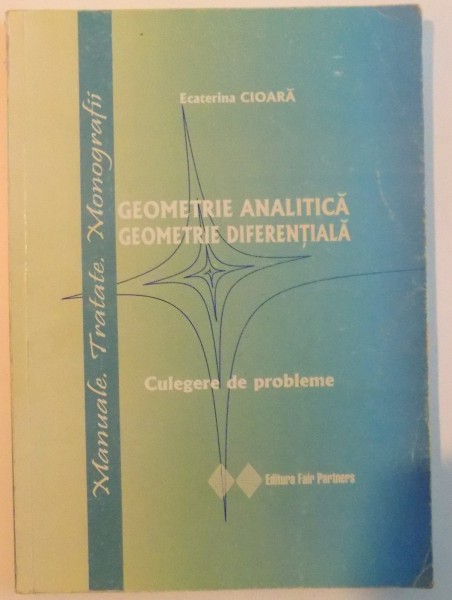 Ecaterina CIOARĂ
GEOMETRIE ANALITICĂ
GEOMETRIE DIFERENȚIALĂ
Culegere de probleme
Editura Fair Partners
Manuale. Tratate. Monografii